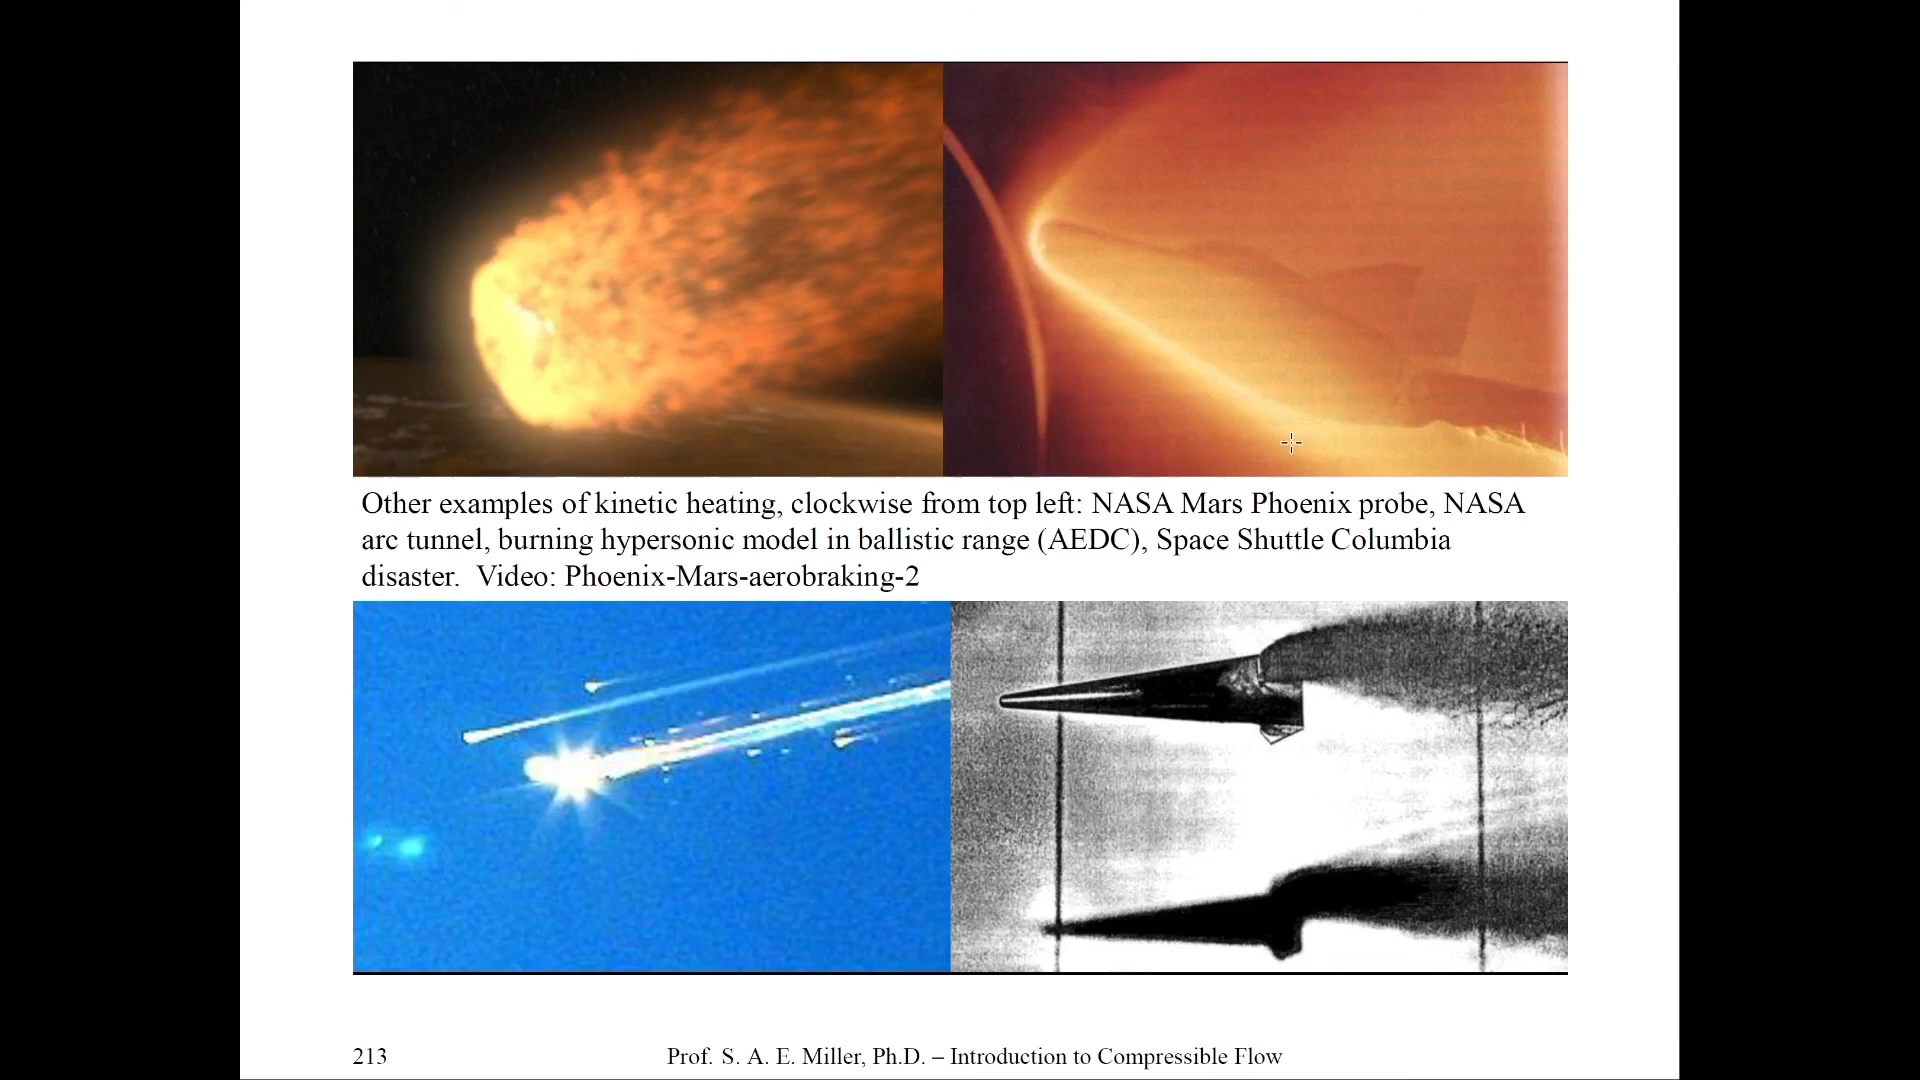 Other examples of kinetic heating, clockwise from top left: NASA Mars Phoenix probe, NASA
arc tunnel, burning hypersonic model in ballistic range (AEDC), Space Shuttle Columbia
disaster.  Video: Phoenix-Mars-aerobraking-2
213
Prof. S. A. E. Miller, Ph.D. – Introduction to Compressible Flow